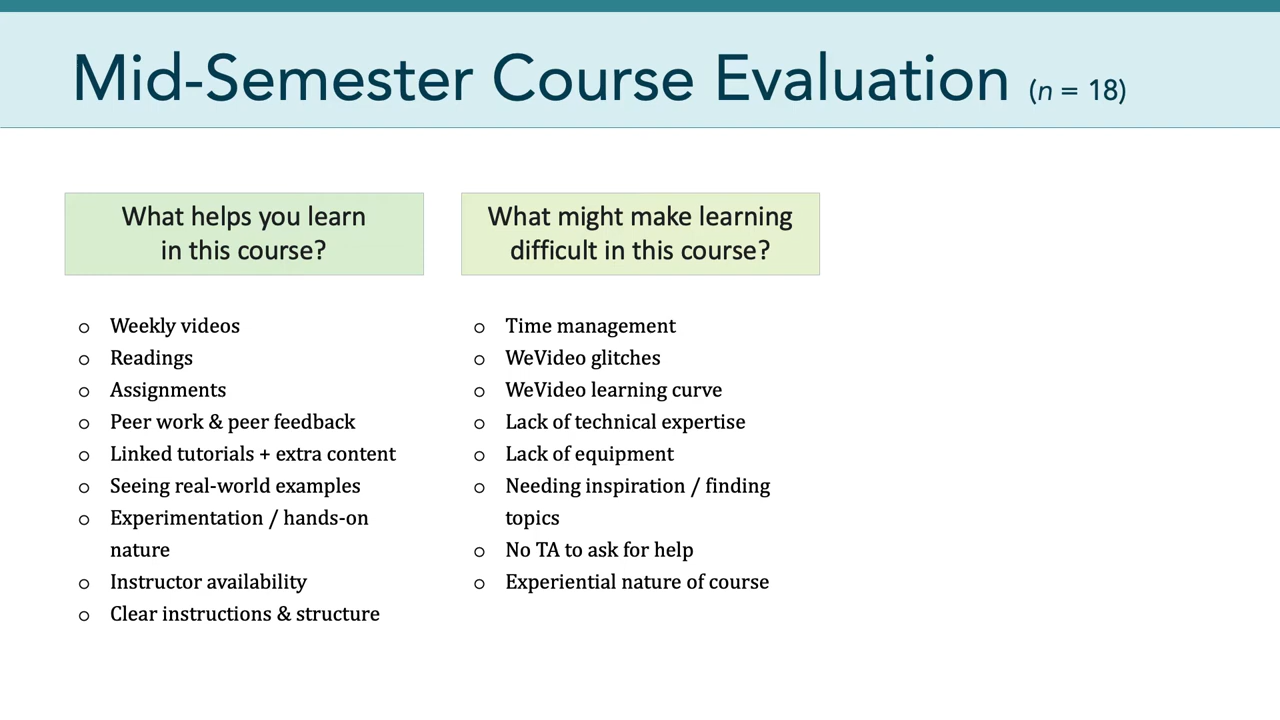 Mid-Semester Course Evaluation (n = 18)
What helps you learn
in this course?
o Weekly videos
o Readings
o Assignments
o Peer work & peer feedback
o Linked tutorials + extra content
o Seeing real-world examples
o Experimentation / hands-on
nature
o Instructor availability
o Clear instructions & structure
What might make learning
difficult in this course?
o Time management
o WeVideo glitches
o WeVideo learning curve
o Lack of technical expertise
o Lack of equipment
o Needing inspiration / finding
topics
o No TA to ask for help
o Experiential nature of course